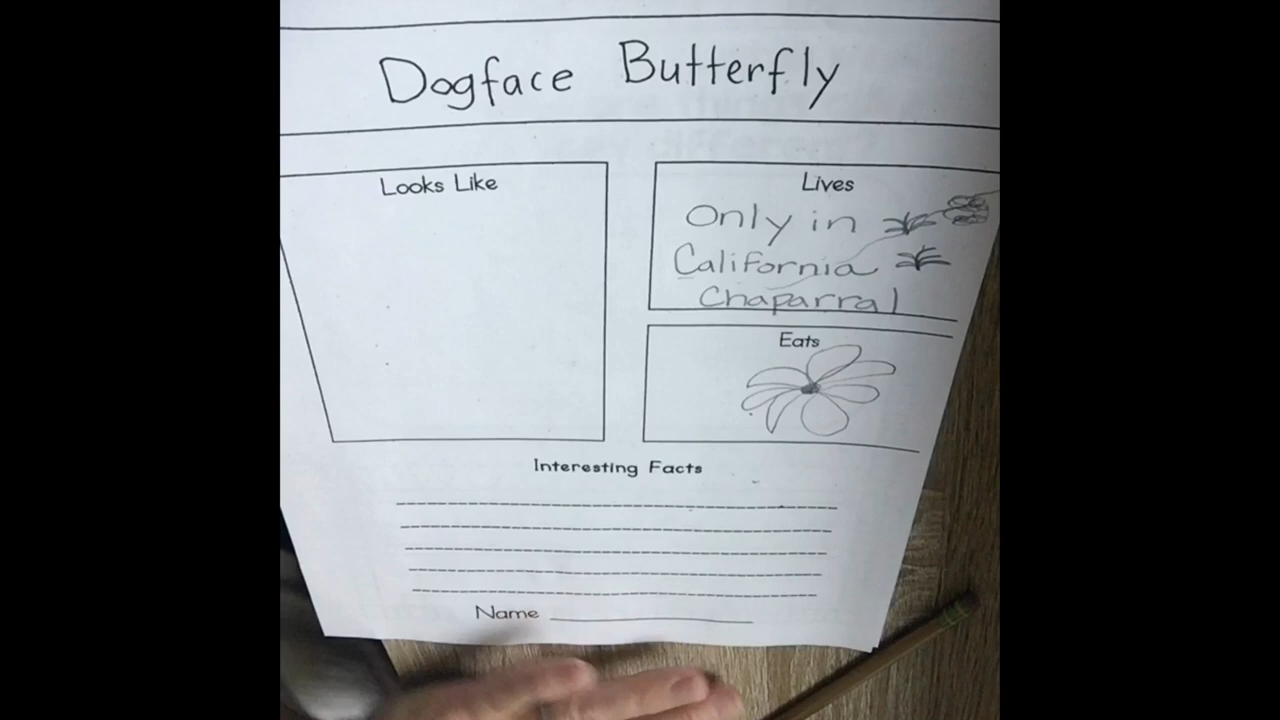 Dogface Butterfly
Looks Like
Lives
Only in
California
Chaparral
Eats
Interesting Facts
Name